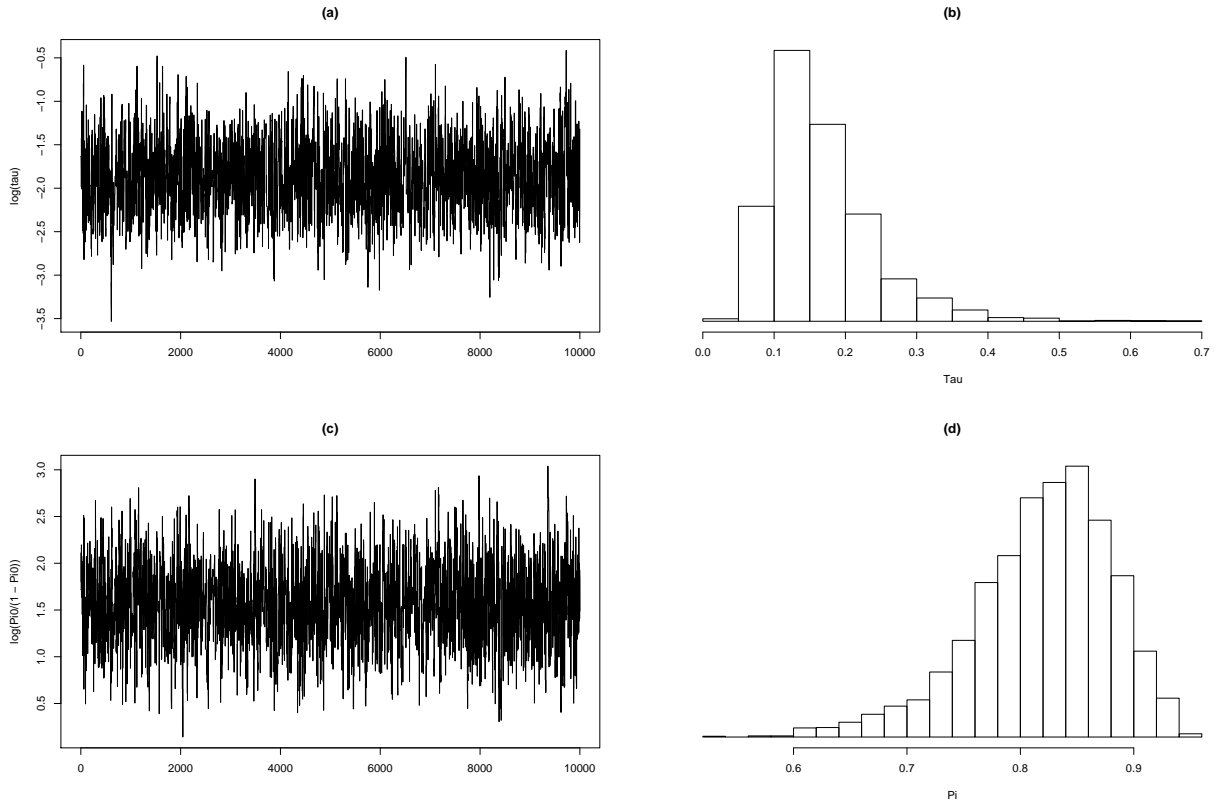 (a)
(b)
log(tau)
−0.5
−1.0
−1.5
−2.0
−2.5
−3.0
−3.5
0 2000 4000 6000 8000 10000
0.0 0.1 0.2 0.3 0.4 0.5 0.6 0.7
Tau
(c)
(d)
log(Pi0/(1 − Pi0))
3.0
2.5
2.0
1.5
1.0
0.5
0 2000 4000 6000 8000 10000
0.6 0.7 0.8 0.9
Pi